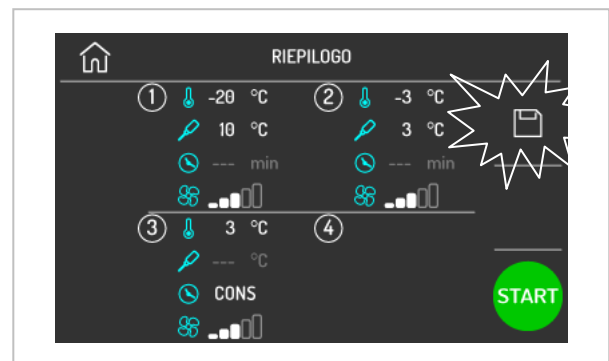 RIEPILOGO
1 -20 °C 2 -3 °C
10 °C 3 °C
--- min --- min
3 3 °C 4
--- °C
CONS
START